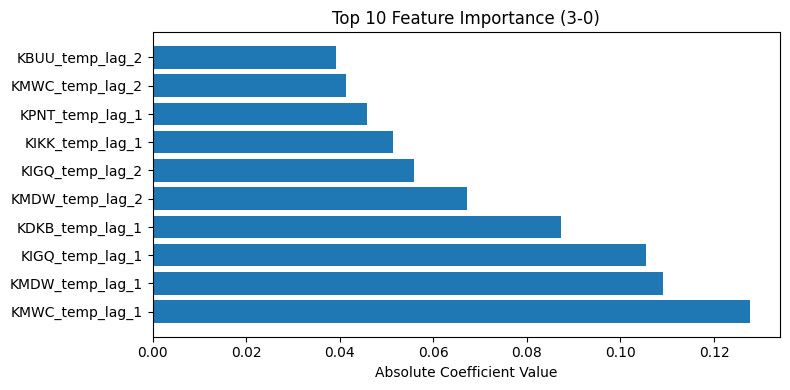 Top 10 Feature Importance (3-0)
KBUU_temp_lag_2
KMWC_temp_lag_2
KPNT_temp_lag_1
KIKK_temp_lag_1
KIGQ_temp_lag_2
KMDW_temp_lag_2
KDKB_temp_lag_1
KIGQ_temp_lag_1
KMDW_temp_lag_1
KMWC_temp_lag_1
0.00 0.02 0.04 0.06 0.08 0.10 0.12
Absolute Coefficient Value